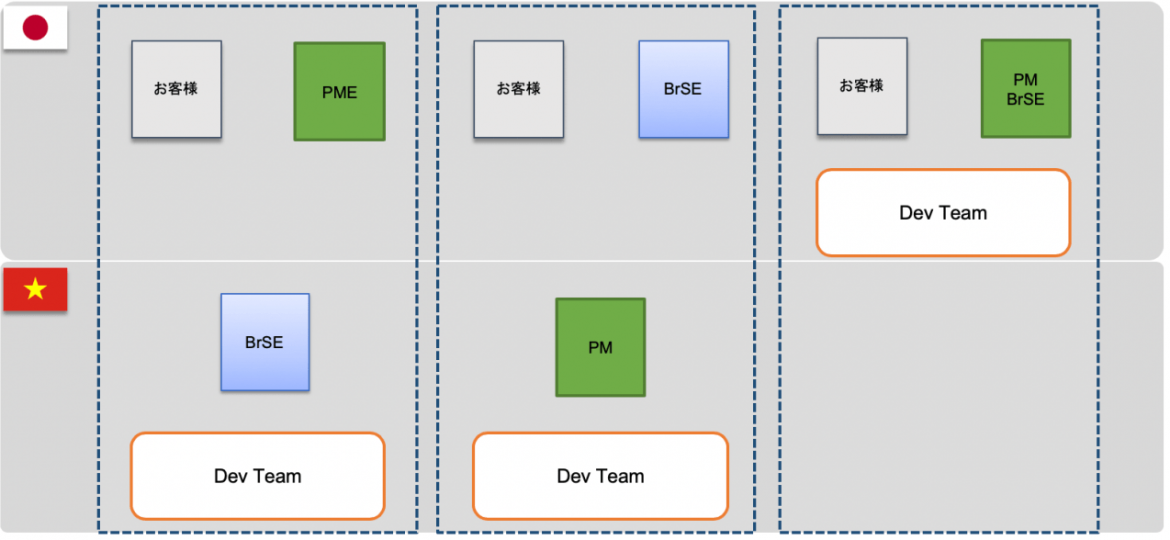 お客様
PME
お客様
BrSE
お客様
PM
BrSE
Dev Team
BrSE
PM
Dev Team
Dev Team